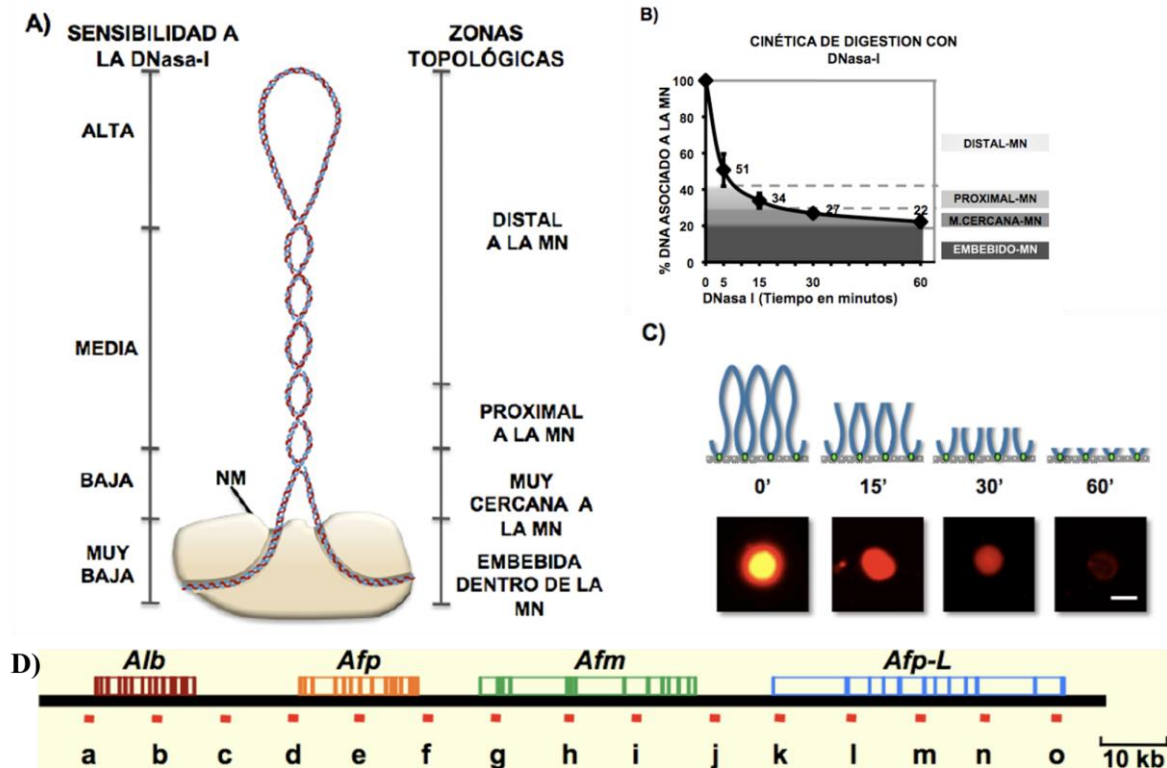 A)
SENSIBILIDAD A
LA DNasa-I
ZONAS
TOPOLÓGICAS
ALTA
MEDIA
BAJA
MUY
BAJA
NM
DISTAL
A LA MN
PROXIMAL
A LA MN
MUY
CERCANA A
LA MN
EMBEBIDA
DENTRO DE LA
MN
B)
CINÉTICA DE DIGESTION CON
DNasa-I
% DNA ASOCIADO A LA MN
100
80
60
40
20
0
51
34
27
22
DISTAL-MN
PROXIMAL-MN
M.CERCANA-MN
EMBEBIDO-MN
0 5 15 30 60
DNasa I (Tiempo en minutos)
C)
0' 15' 30' 60'
D)
Alb Afp Afm Afp-L
a b c d e f g h i j k l m n o
10 kb